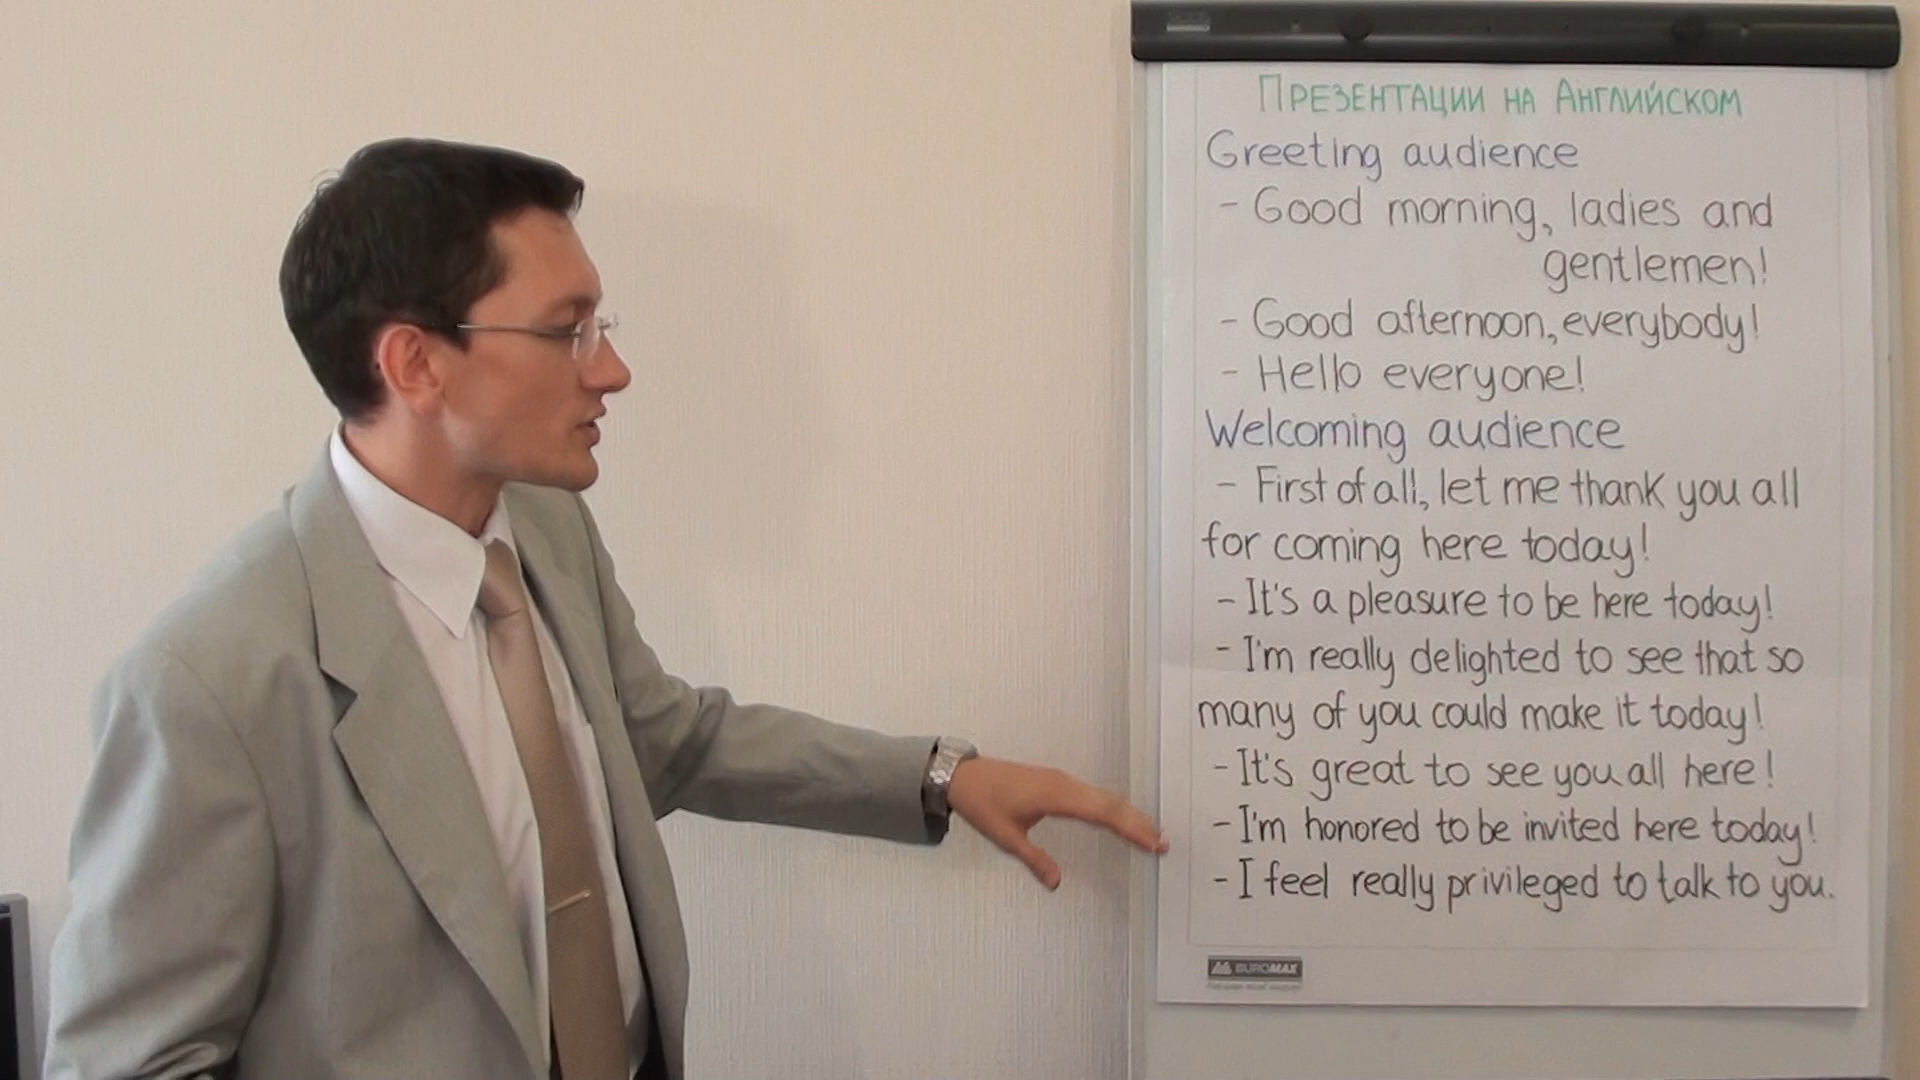 Презентации на Английском
Greeting audience
- Good morning, ladies and
gentlemen!
- Good afternoon, everybody!
- Hello everyone!
Welcoming audience
- First of all, let me thank you all
for coming here today!
- It's a pleasure to be here today!
- I'm really delighted to see that so
many of you could make it today!
- It's great to see you all here!
- I'm honored to be invited here today!
- I feel really privileged to talk to you.
BUROMAX